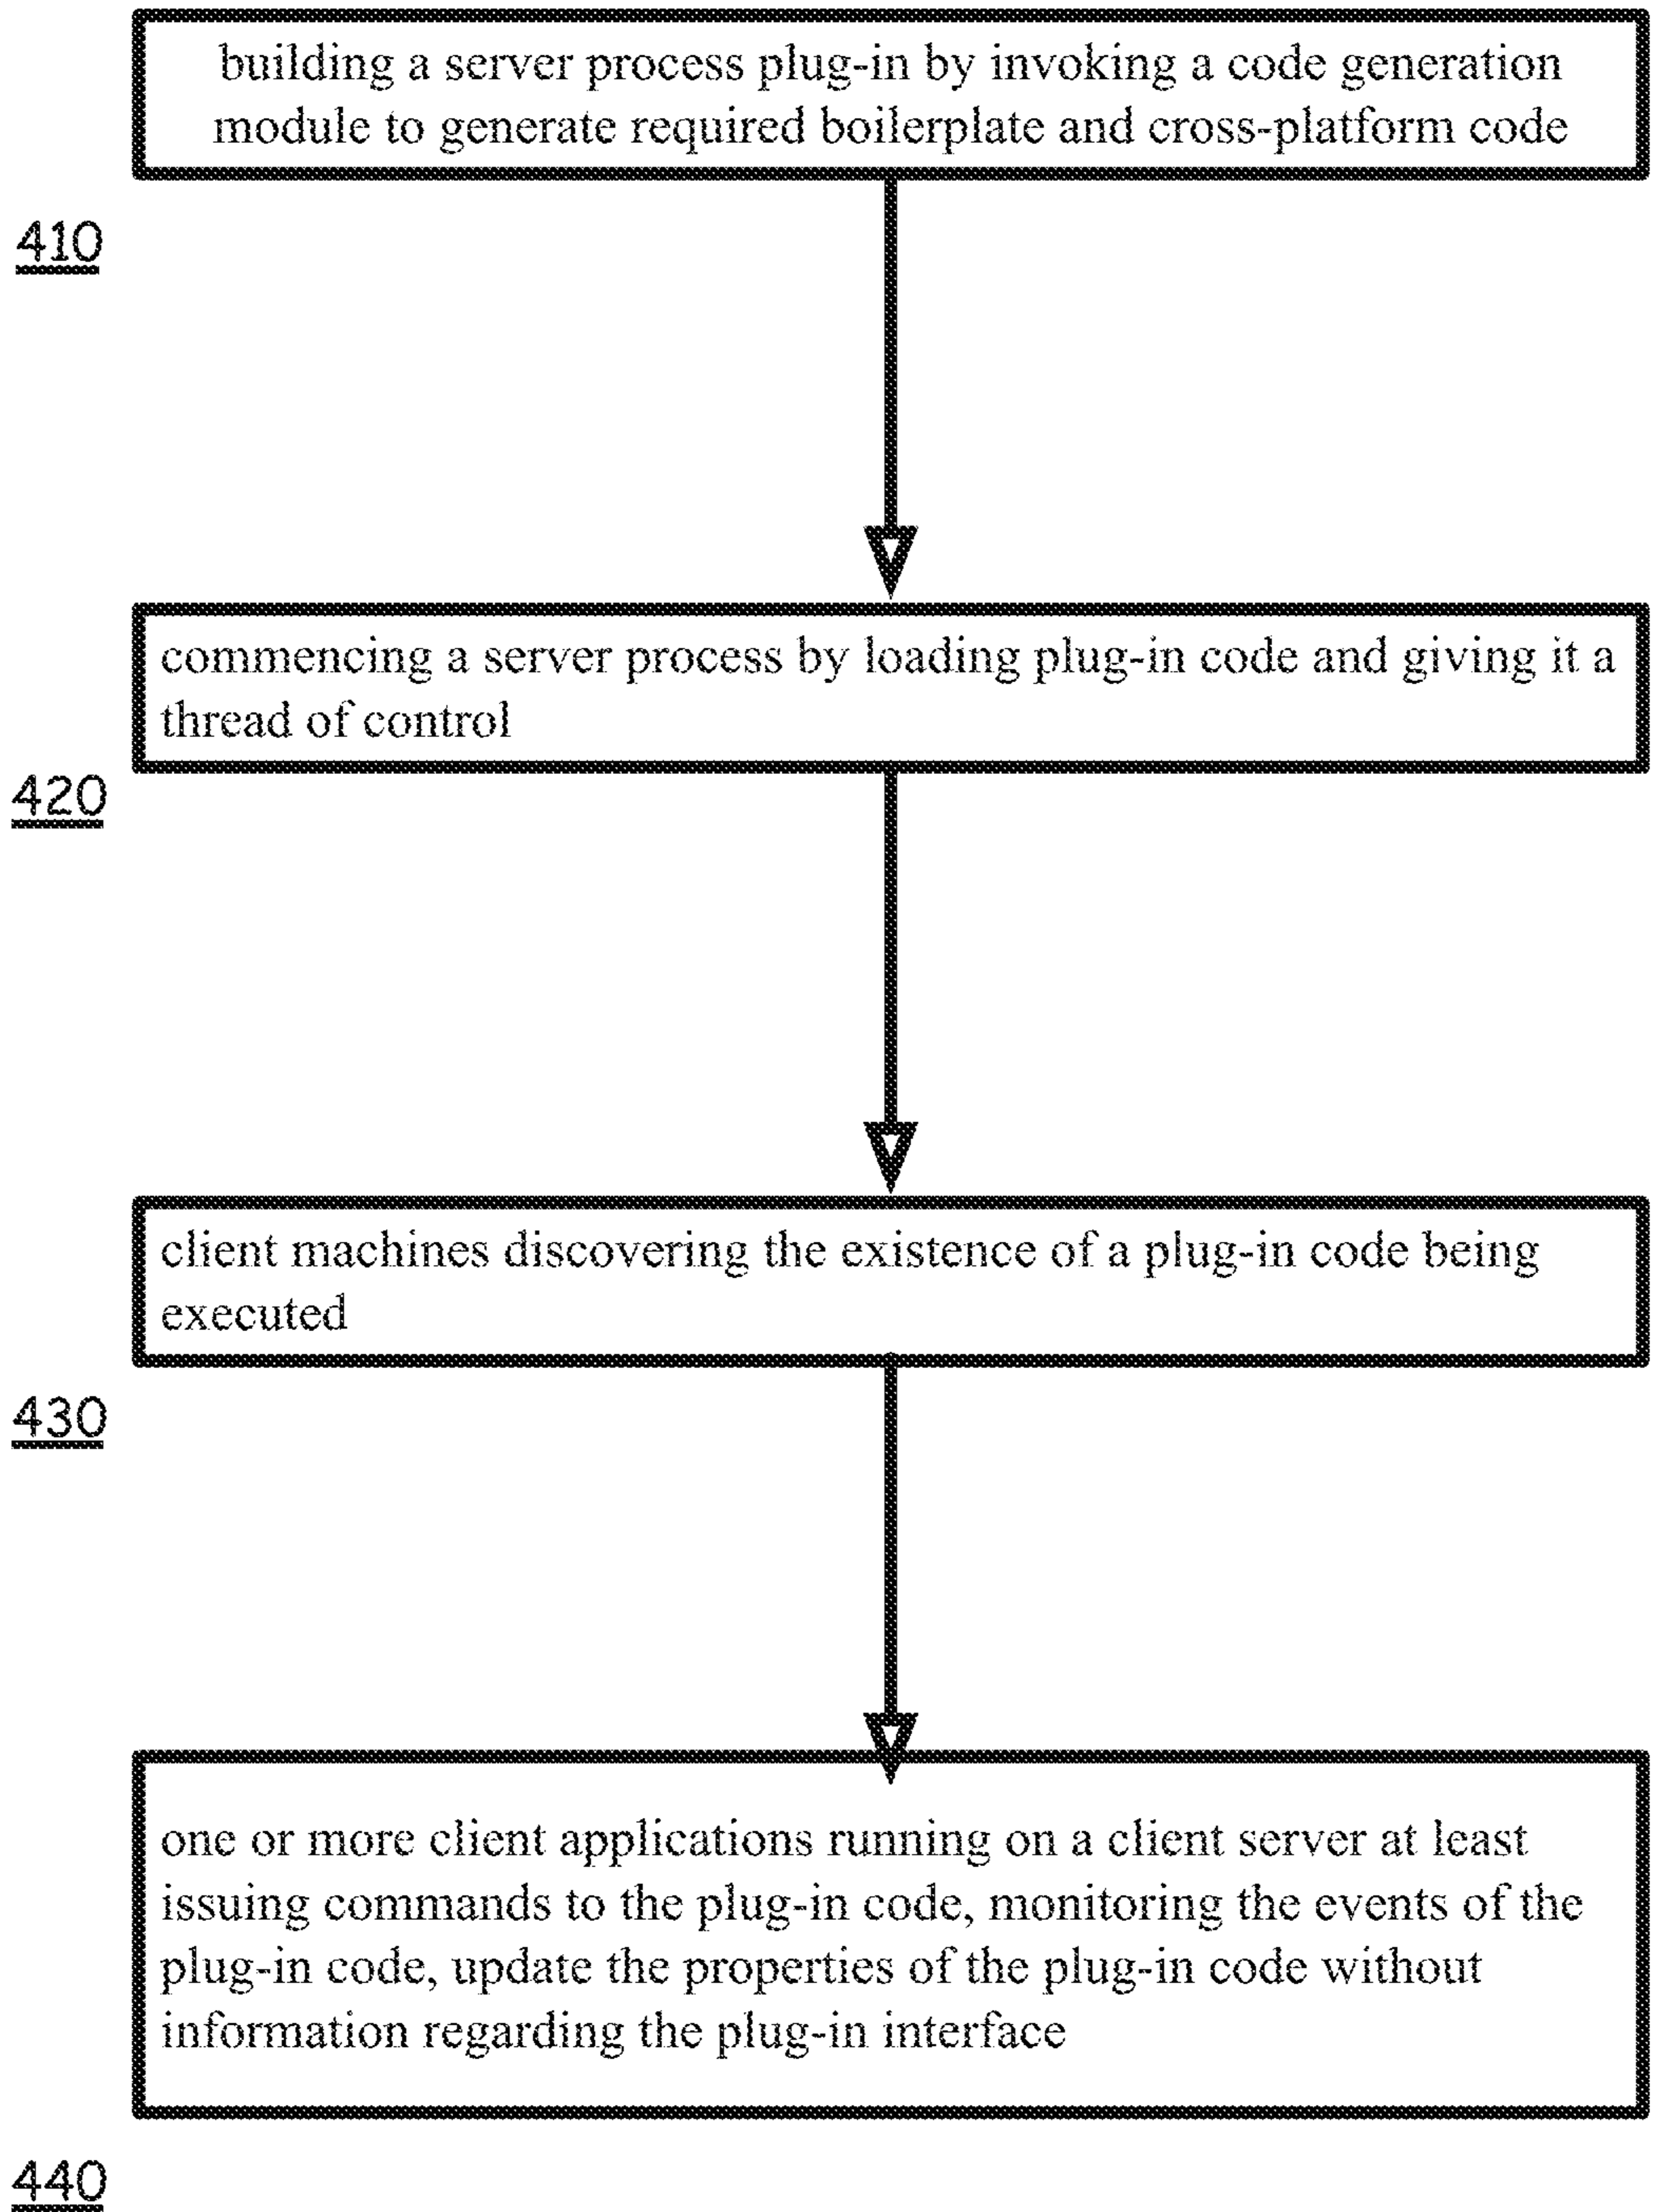 building a server process plug-in by invoking a code generation
module to generate required boilerplate and cross-platform code
410
commencing a server process by loading plug-in code and giving it a
thread of control
420
client machines discovering the existence of a plug-in code being
executed
430
one or more client applications running on a client server at least
issuing commands to the plug-in code, monitoring the events of the
plug-in code, update the properties of the plug-in code without
information regarding the plug-in interface
440